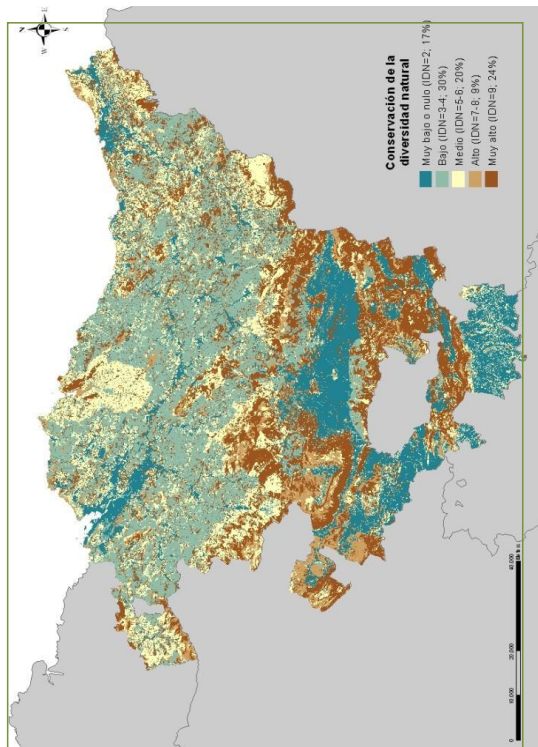 N
E
S
W
Conservación de la
diversidad natural
Muy bajo o nulo (IDN=2; 17%)
Bajo (IDN=3-4; 30%)
Medio (IDN=5-6; 20%)
Alto (IDN=7-8; 9%)
Muy alto (IDN=9; 24%)
0 10.000 20.000 40.000
Metros